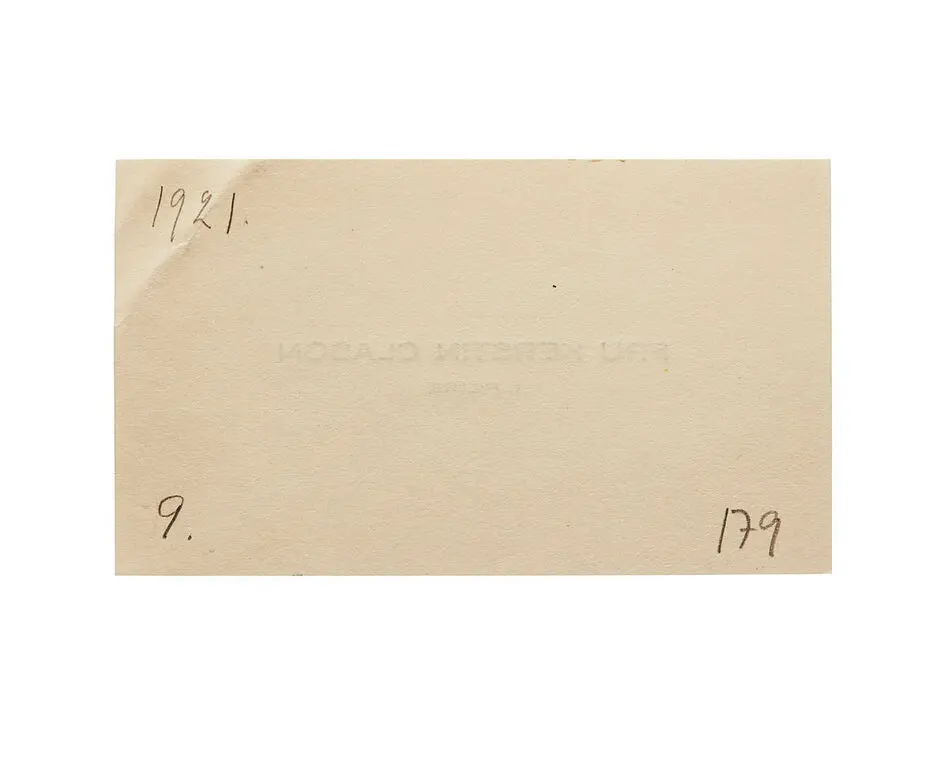 1921.
FRU KERSTIN CLASON
9.
179